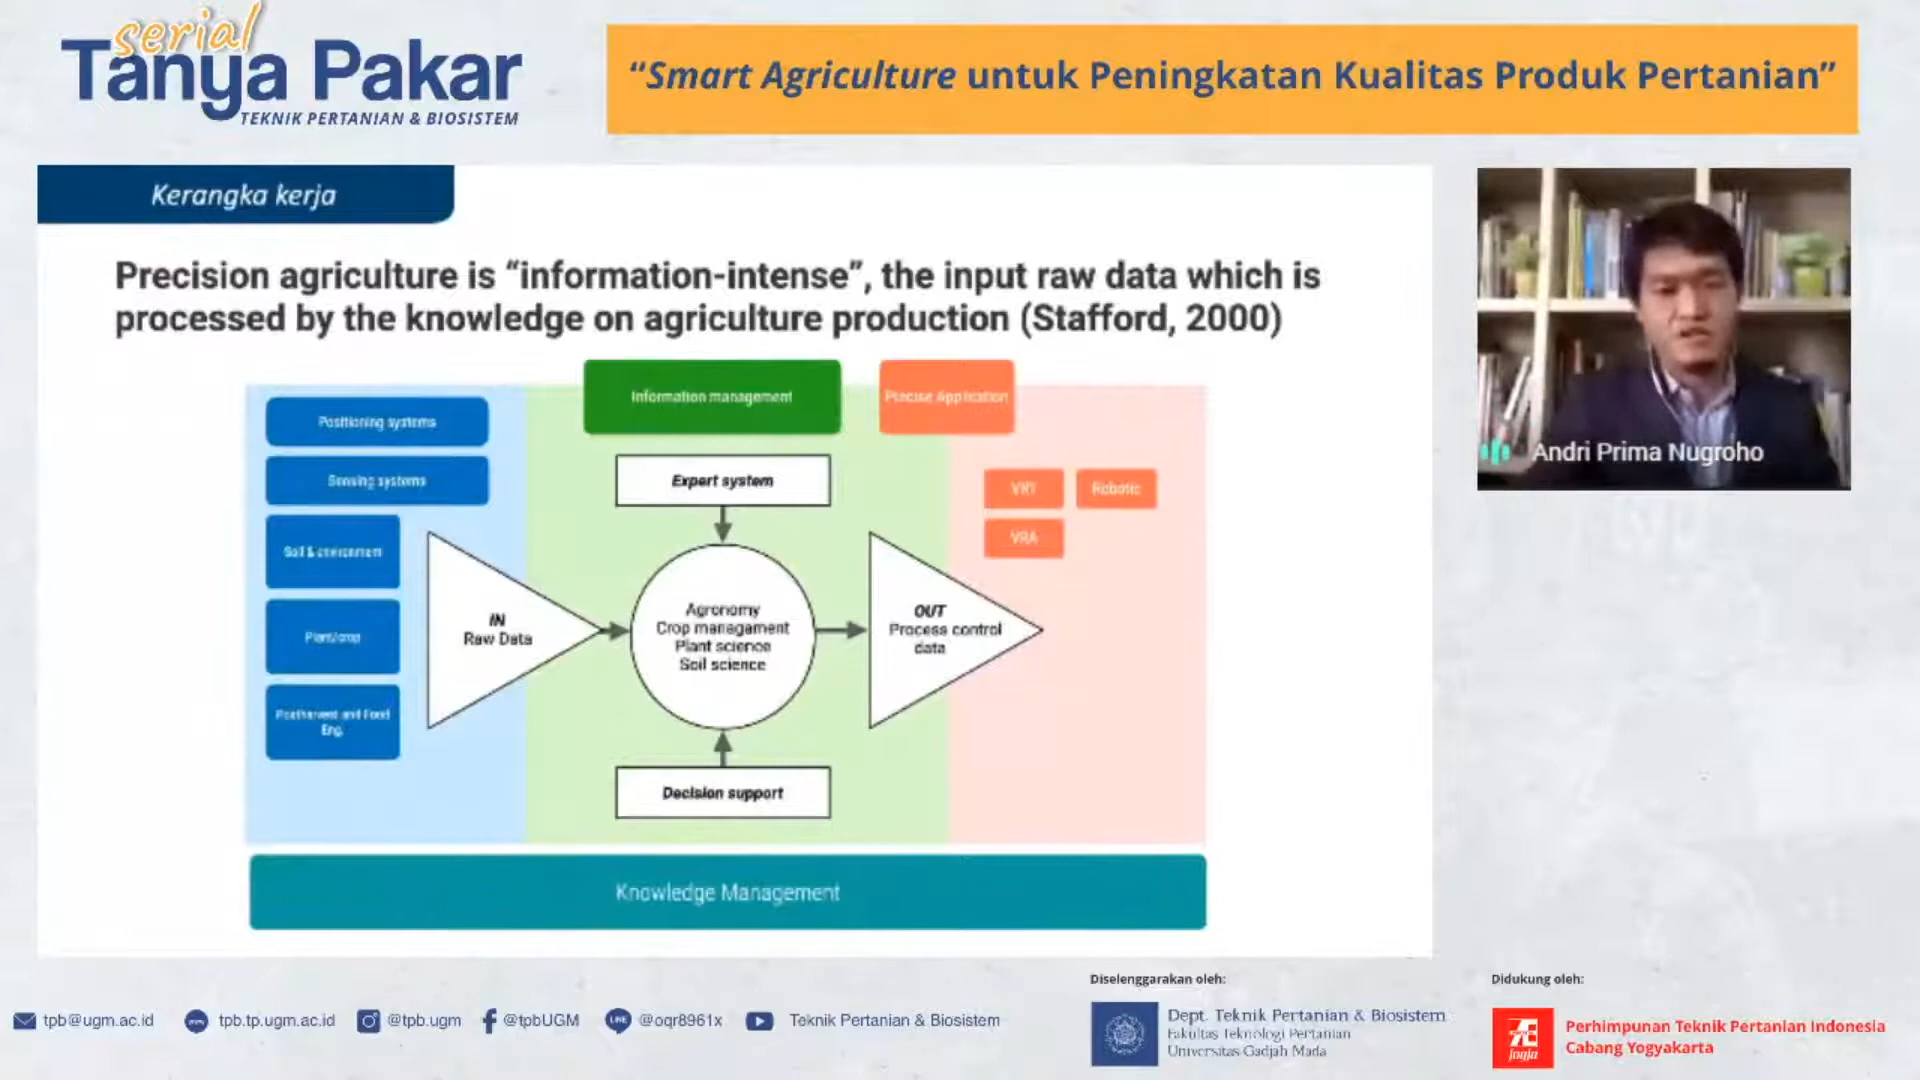 serial
Tanya Pakar
TEKNIK PERTANIAN & BIOSISTEM
“Smart Agriculture untuk Peningkatan Kualitas Produk Pertanian”
Kerangka kerja
Precision agriculture is “information-intense”, the input raw data which is
processed by the knowledge on agriculture production (Stafford, 2000)
Information management
Precise Application
Positioning systems
Sensing systems
Soil & environment
Plant/crop
Postharvest and Food
Eng.
IN
Raw Data
Expert system
Agronomy
Crop management
Plant science
Soil science
Decision support
OUT
Process control
data
VRT
Robotic
VRA
Knowledge Management
Andri Prima Nugroho
Diselenggarakan oleh:
Didukung oleh:
tpb@ugm.ac.id
tpb.tp.ugm.ac.id
@tpb.ugm
@tpbUGM
LINE
@oqr8961x
Teknik Pertanian & Biosistem
Dept. Teknik Pertanian & Biosistem
Fakultas Teknologi Pertanian
Universitas Gadjah Mada
Jogja
Perhimpunan Teknik Pertanian Indonesia
Cabang Yogyakarta